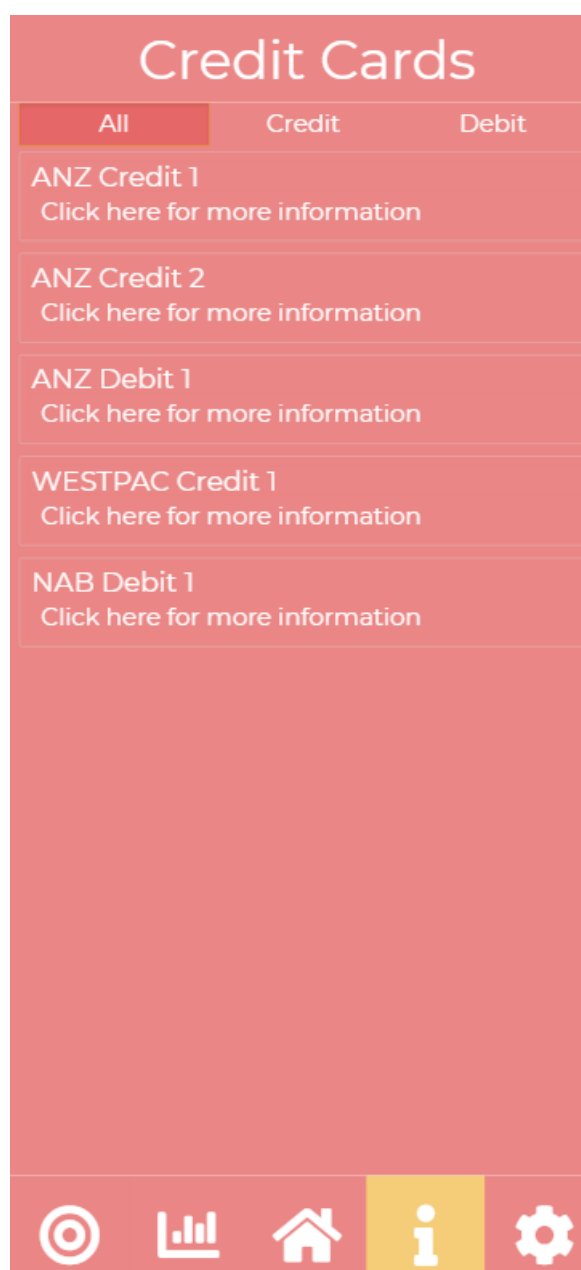 Credit Cards
All Credit Debit
ANZ Credit 1
Click here for more information
ANZ Credit 2
Click here for more information
ANZ Debit 1
Click here for more information
WESTPAC Credit 1
Click here for more information
NAB Debit 1
Click here for more information